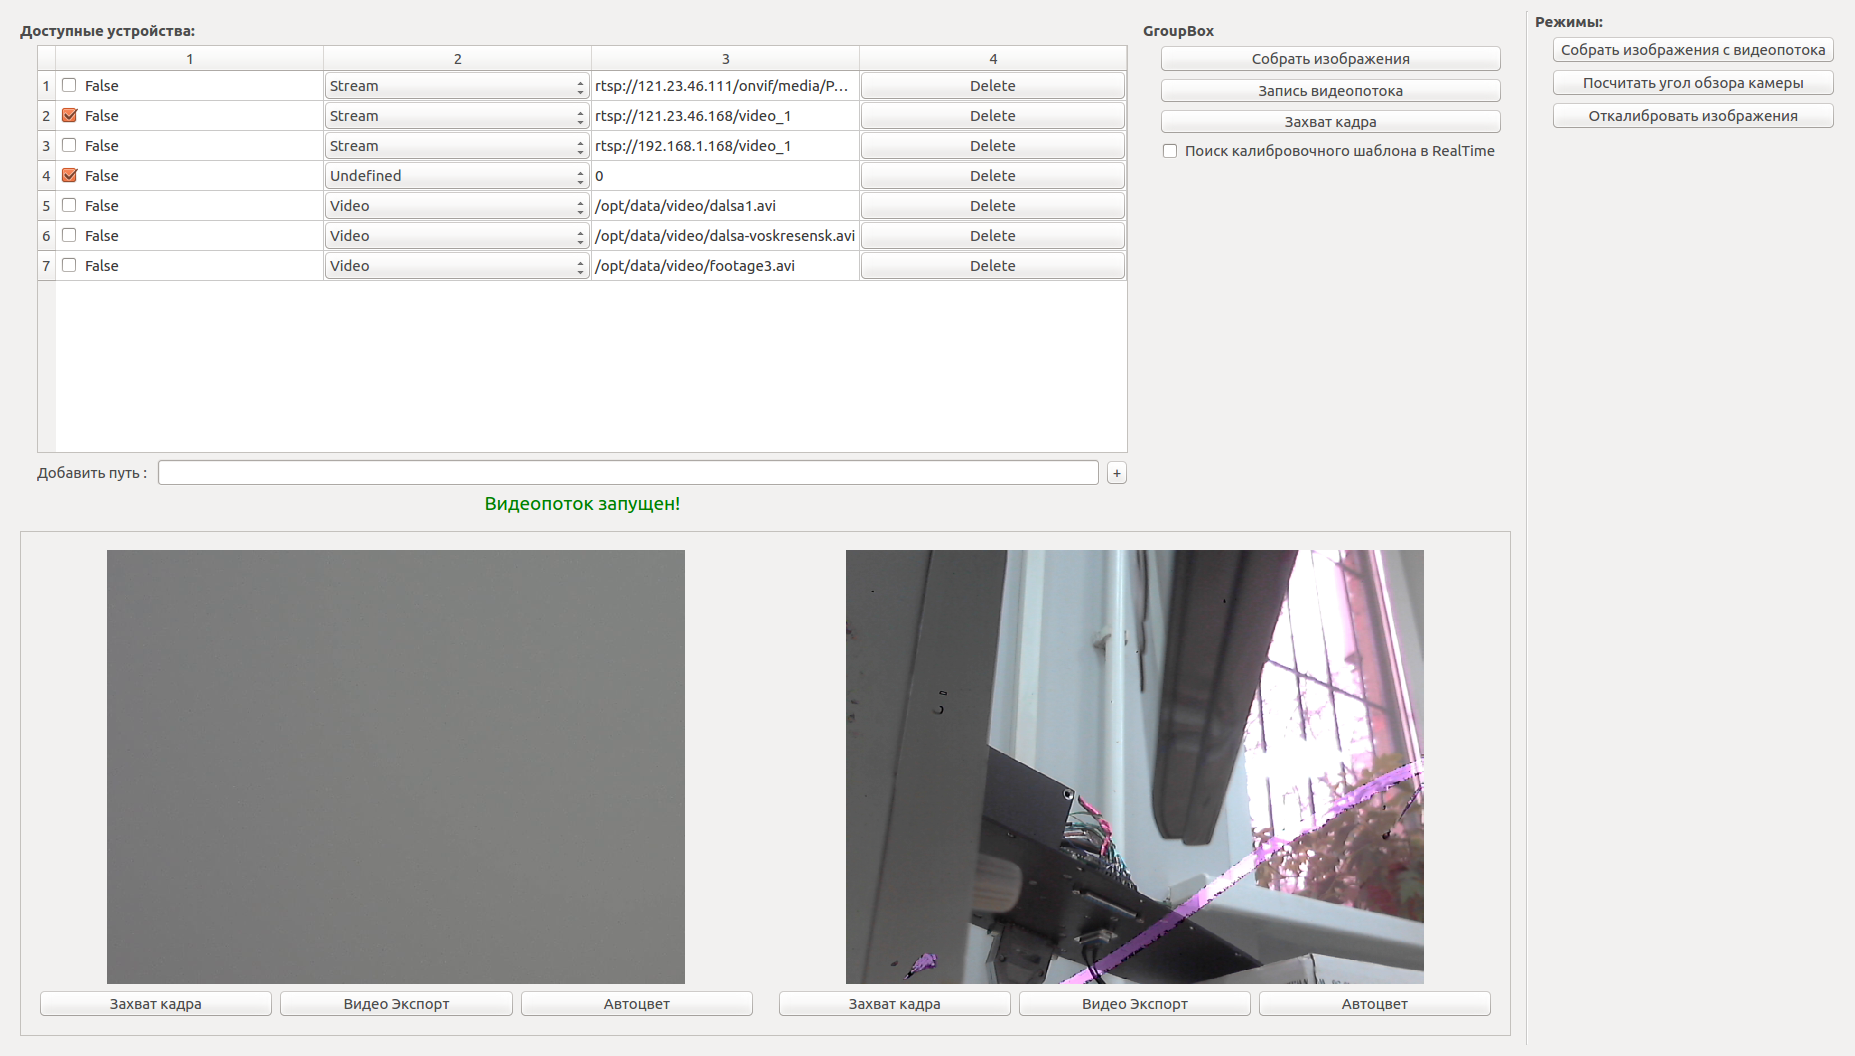 Доступные устройства:
1 2 3 4
1 False Stream rtsp://121.23.46.111/onvif/media/P... Delete
2 False Stream rtsp://121.23.46.168/video_1 Delete
3 False Stream rtsp://192.168.1.168/video_1 Delete
4 False Undefined 0 Delete
5 False Video /opt/data/video/dalsa1.avi Delete
6 False Video /opt/data/video/dalsa-voskresensk.avi Delete
7 False Video /opt/data/video/footage3.avi Delete
Добавить путь : +
Видеопоток запущен!
GroupBox
Собрать изображения
Запись видеопотока
Захват кадра
Поиск калибровочного шаблона в RealTime
Режимы:
Собрать изображения с видеопотока
Посчитать угол обзора камеры
Откалибровать изображения
Захват кадра Видео Экспорт Автоцвет
Захват кадра Видео Экспорт Автоцвет